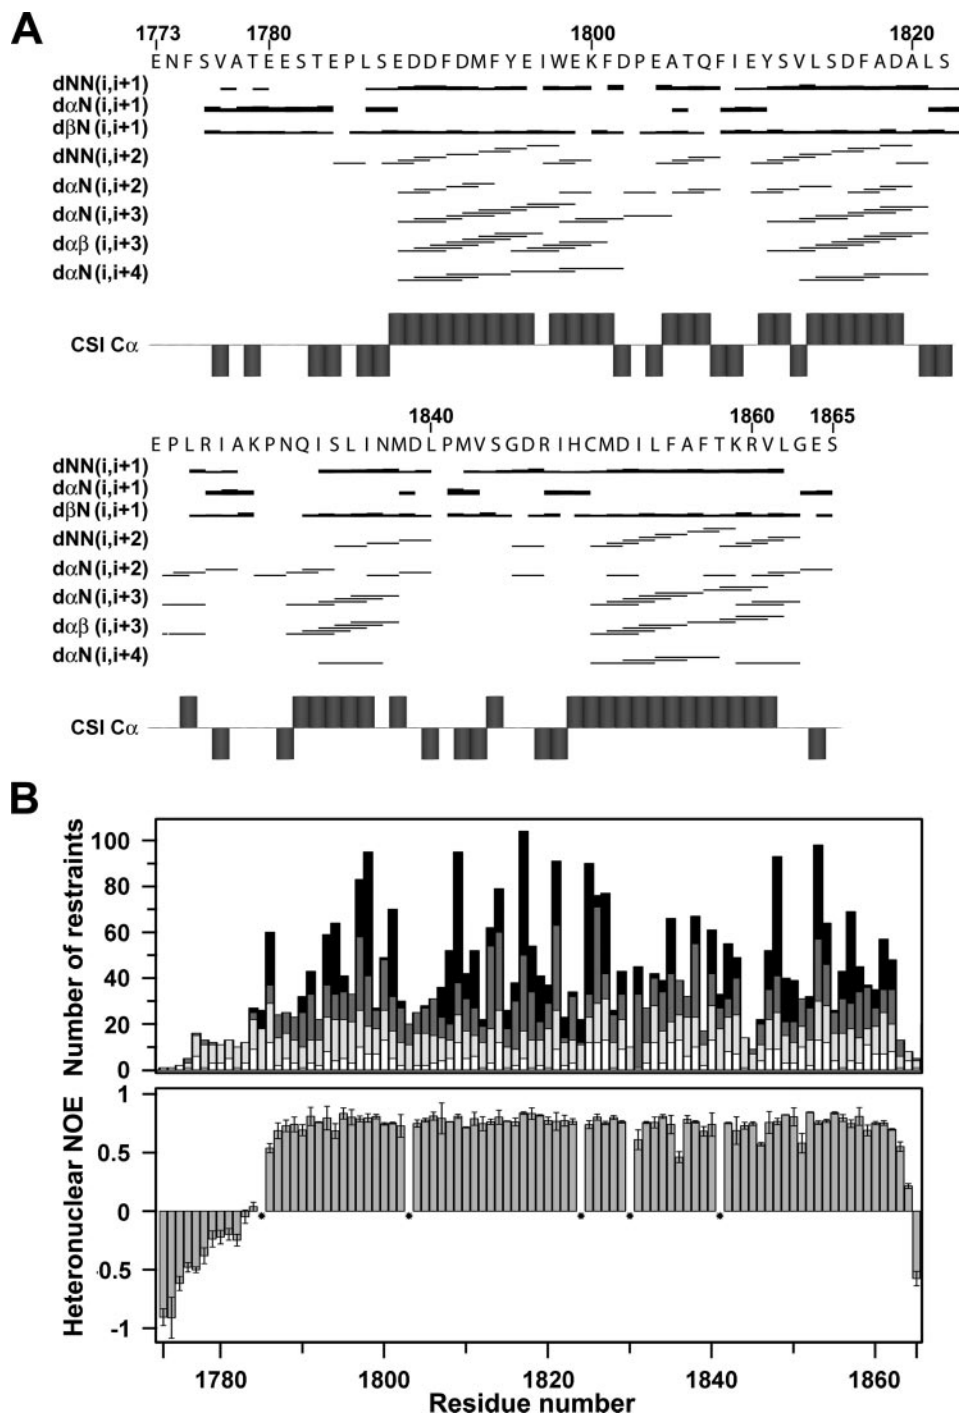 A
1773 1780 1800 1820
ENFSVATEESTEPLSEDDFDMFYEIWEKFDPEATQFIEYSVLSDFADALS
dNN(i,i+1)
dαN(i,i+1)
dβN(i,i+1)
dNN(i,i+2)
dαN(i,i+2)
dαN(i,i+3)
dαβ (i,i+3)
dαN(i,i+4)
CSI Cα
1840 1860 1865
EPLRIAKPNQISLINMDLPMVSGDRIHCMDILFAFTKRVLGES
dNN(i,i+1)
dαN(i,i+1)
dβN(i,i+1)
dNN(i,i+2)
dαN(i,i+2)
dαN(i,i+3)
dαβ (i,i+3)
dαN(i,i+4)
CSI Cα
B
Number of restraints
100
80
60
40
20
0
Heteronuclear NOE
1
0.5
0
0.5
-1
1780 1800 1820 1840 1860
Residue number